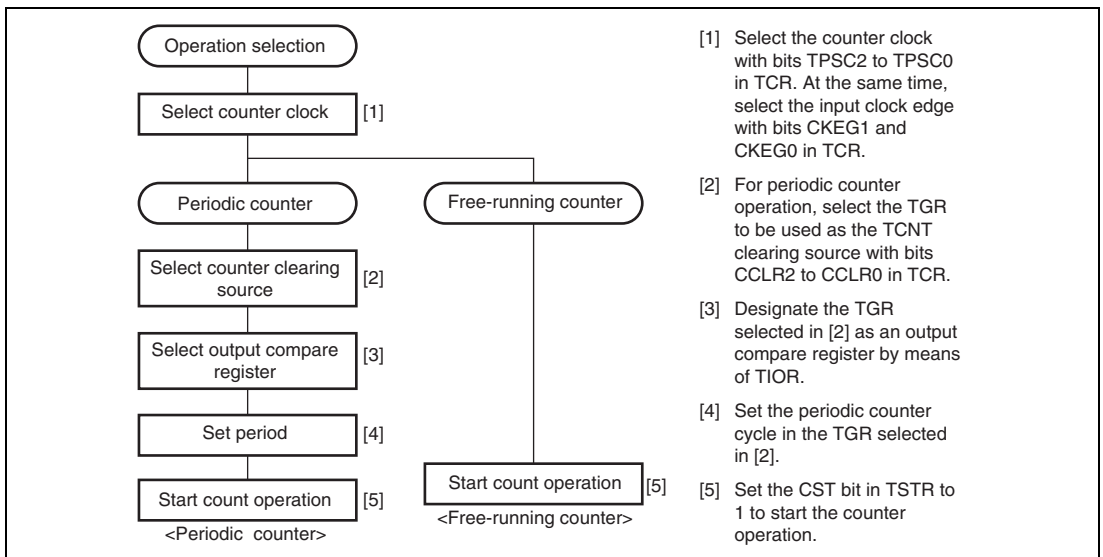 Operation selection
Select counter clock
[1]
Periodic counter
Free-running counter
Select counter clearing
source
[2]
Select output compare
register
[3]
Set period
[4]
Start count operation
[5]
<Periodic counter>
Start count operation
[5]
<Free-running counter>
[1] Select the counter clock
with bits TPSC2 to TPSC0
in TCR. At the same time,
select the input clock edge
with bits CKEG1 and
CKEG0 in TCR.
[2] For periodic counter
operation, select the TGR
to be used as the TCNT
clearing source with bits
CCLR2 to CCLR0 in TCR.
[3] Designate the TGR
selected in [2] as an output
compare register by means
of TIOR.
[4] Set the periodic counter
cycle in the TGR selected
in [2].
[5] Set the CST bit in TSTR to
1 to start the counter
operation.